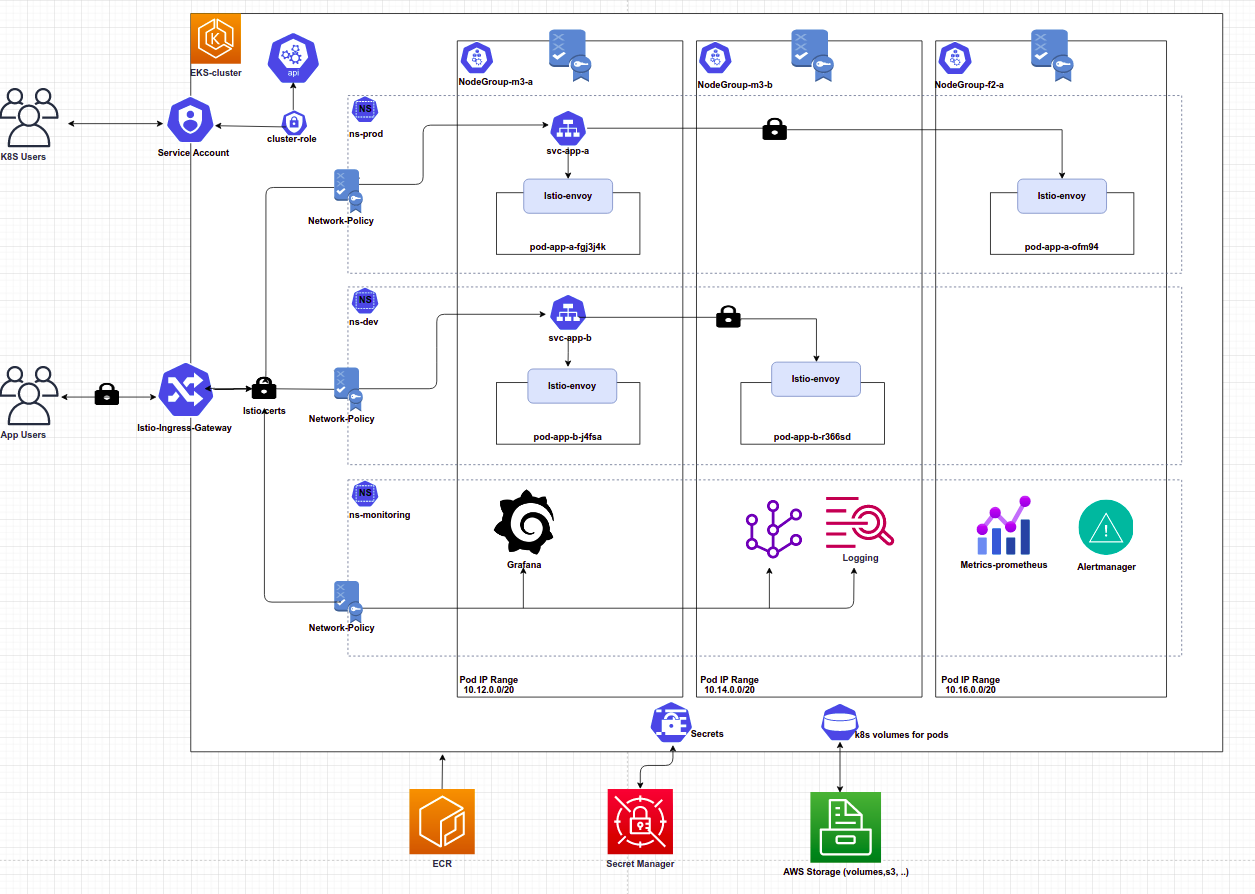 EKS-cluster
api
NodeGroup-m3-a
NodeGroup-m3-b
NodeGroup-f2-a
K8S Users
Service Account
cluster-role
NS
ns-prod
svc-app-a
Network-Policy
Istio-envoy
pod-app-a-fgj3j4k
Istio-envoy
pod-app-a-ofm94
NS
ns-dev
svc-app-b
App Users
Istio-Ingress-Gateway
Istio-certs
Network-Policy
Istio-envoy
pod-app-b-j4fsa
Istio-envoy
pod-app-b-r366sd
NS
ns-monitoring
Grafana
Logging
Metrics-prometheus
Alertmanager
Network-Policy
Pod IP Range
10.12.0.0/20
Pod IP Range
10.14.0.0/20
Pod IP Range
10.16.0.0/20
Secrets
k8s volumes for pods
ECR
Secret Manager
AWS Storage (volumes,s3, ..)